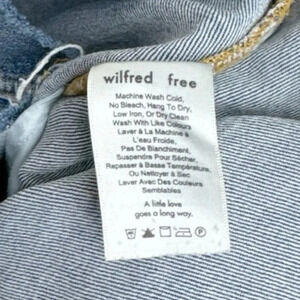 wilfred free
Machine Wash Cold,
No Bleach, Hang To Dry,
Low Iron, Or Dry Clean
Wash With Like Colours
Laver À La Machine À
L'eau Froide,
Pas De Blanchiment,
Suspendre Pour Sécher,
Repasser À Basse Température
Ou Nettoyer À Sec
Laver Avec Des Couleurs
Semblables
A little love
goes a long way.
P